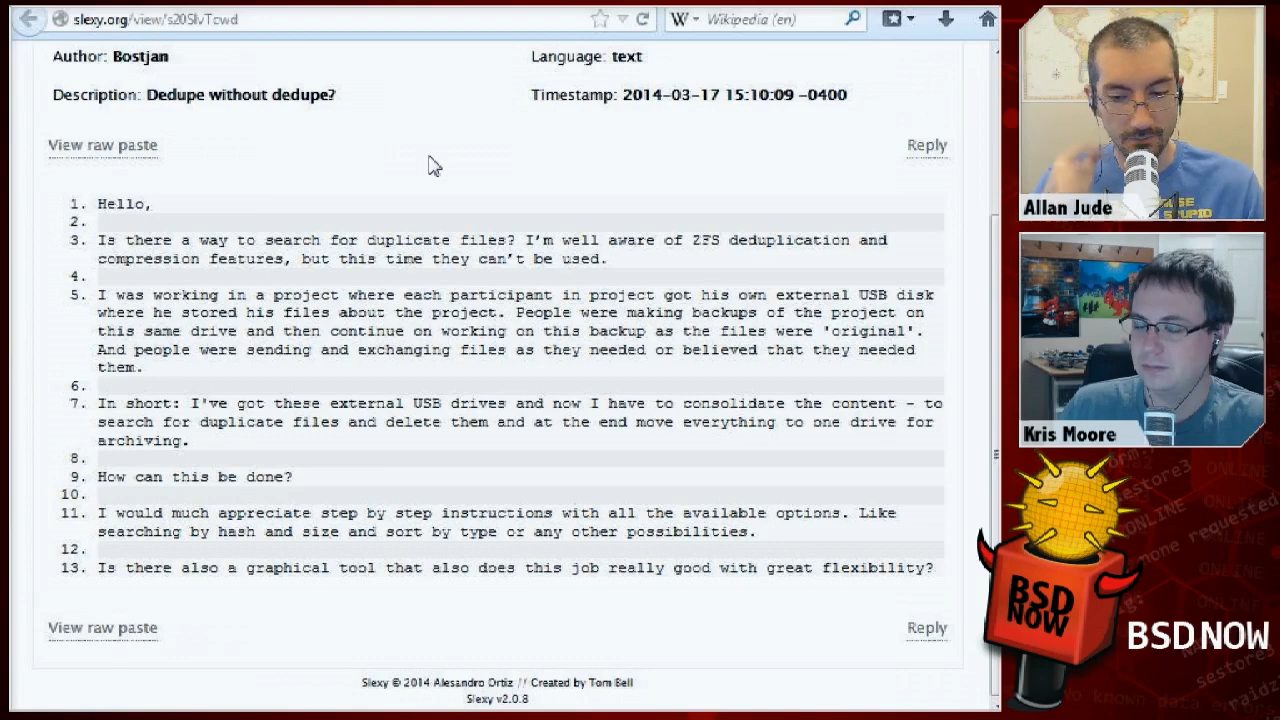 slexy.org/view/s20SlvTcwd
Wikipedia (en)
Author: Bostjan
Language: text
Description: Dedupe without dedupe?
Timestamp: 2014-03-17 15:10:09 -0400
View raw paste
Reply
1. Hello,
2.
3. Is there a way to search for duplicate files? I'm well aware of ZFS deduplication and
compression features, but this time they can't be used.
4.
5. I was working in a project where each participant in project got his own external USB disk
where he stored his files about the project. People were making backups of the project on
this same drive and then continue on working on this backup as the files were 'original'.
And people were sending and exchanging files as they needed or believed that they needed
them.
6.
7. In short: I've got these external USB drives and now I have to consolidate the content - to
search for duplicate files and delete them and at the end move everything to one drive for
archiving.
8.
9. How can this be done?
10.
11. I would much appreciate step by step instructions with all the available options. Like
searching by hash and size and sort by type or any other possibilities.
12.
13. Is there also a graphical tool that also does this job really good with great flexibility?
View raw paste
Reply
Slexy © 2014 Alesandro Ortiz // Created by Tom Bell
Slexy v2.0.8
Allan Jude
Kris Moore
BSD
NOW
BSD NOW